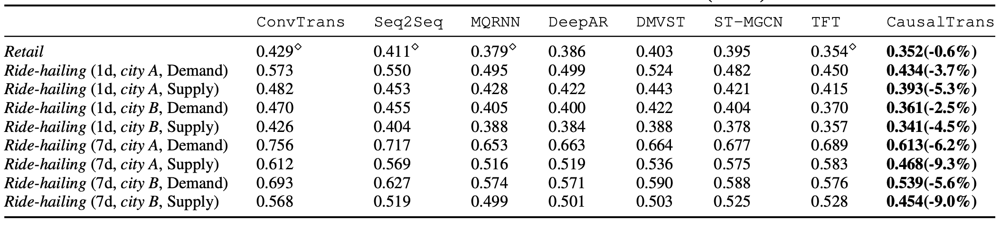 ConvTrans Seq2Seq MQRNN DeepAR DMVST ST-MGCN TFT CausalTrans
Retail 0.429◇ 0.411◇ 0.379◇ 0.386 0.403 0.395 0.354◇ 0.352(-0.6%)
Ride-hailing (1d, city A, Demand) 0.573 0.550 0.495 0.499 0.524 0.482 0.450 0.434(-3.7%)
Ride-hailing (1d, city A, Supply) 0.482 0.453 0.428 0.422 0.443 0.421 0.415 0.393(-5.3%)
Ride-hailing (1d, city B, Demand) 0.470 0.455 0.405 0.400 0.422 0.404 0.370 0.361(-2.5%)
Ride-hailing (1d, city B, Supply) 0.426 0.404 0.388 0.384 0.388 0.378 0.357 0.341(-4.5%)
Ride-hailing (7d, city A, Demand) 0.756 0.717 0.653 0.663 0.664 0.677 0.689 0.613(-6.2%)
Ride-hailing (7d, city A, Supply) 0.612 0.569 0.516 0.519 0.536 0.575 0.583 0.468(-9.3%)
Ride-hailing (7d, city B, Demand) 0.693 0.627 0.574 0.571 0.590 0.588 0.576 0.539(-5.6%)
Ride-hailing (7d, city B, Supply) 0.568 0.519 0.499 0.501 0.503 0.525 0.528 0.454(-9.0%)